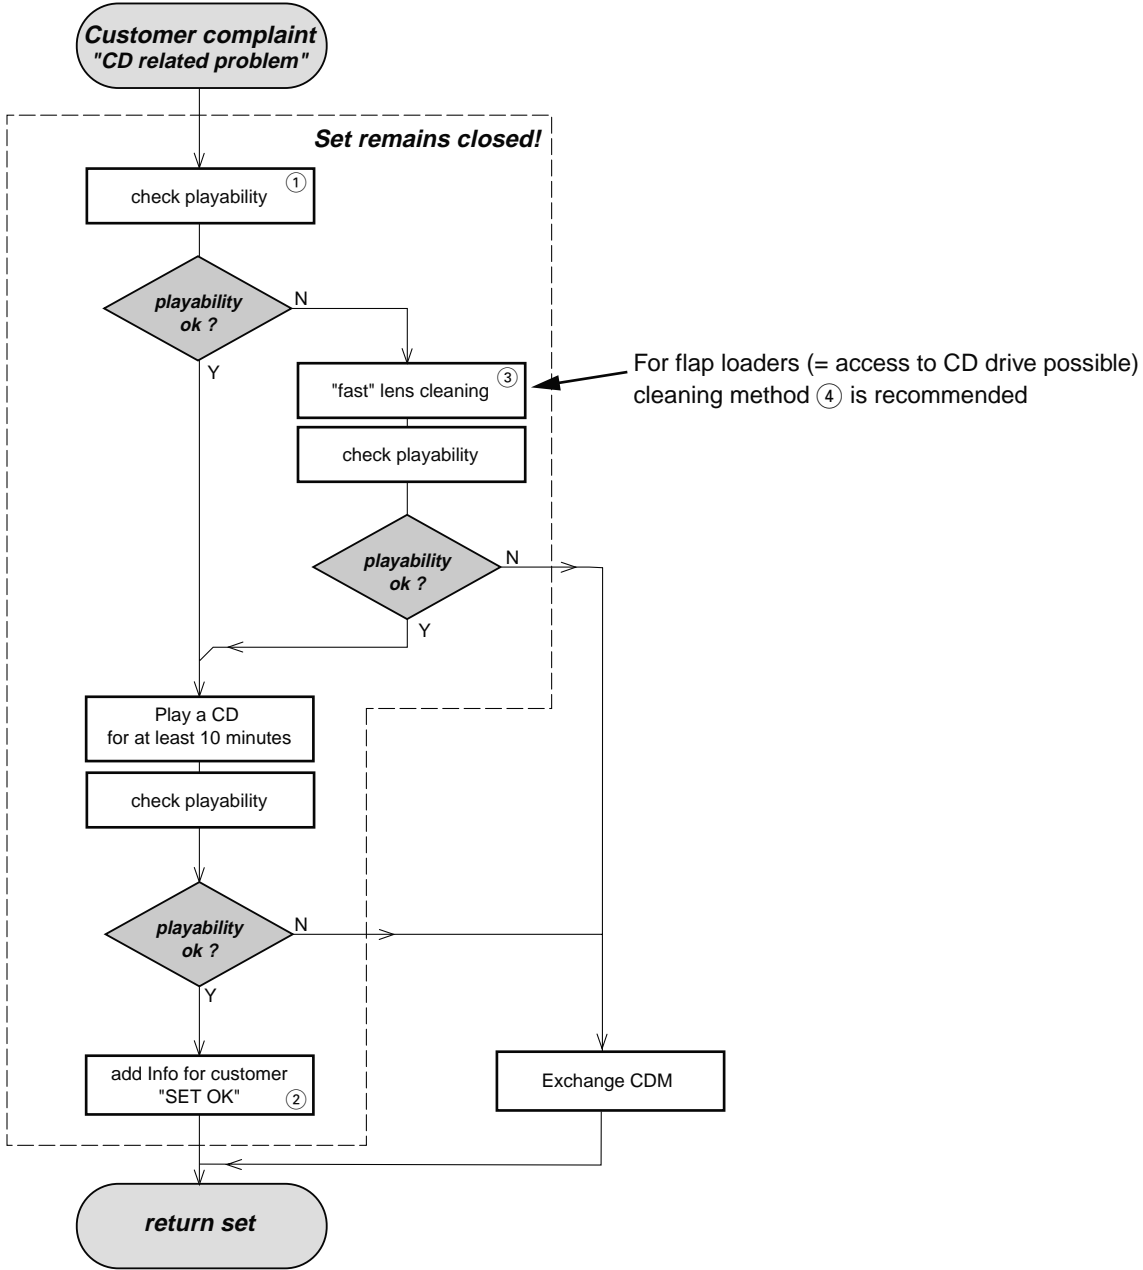 Customer complaint
"CD related problem"
Set remains closed!
①
check playability
playability
ok ?
N
Y
③
"fast" lens cleaning
For flap loaders (= access to CD drive possible)
cleaning method ④ is recommended
check playability
playability
ok ?
N
Y
Play a CD
for at least 10 minutes
check playability
playability
ok ?
N
Y
add Info for customer
"SET OK" ②
Exchange CDM
return set